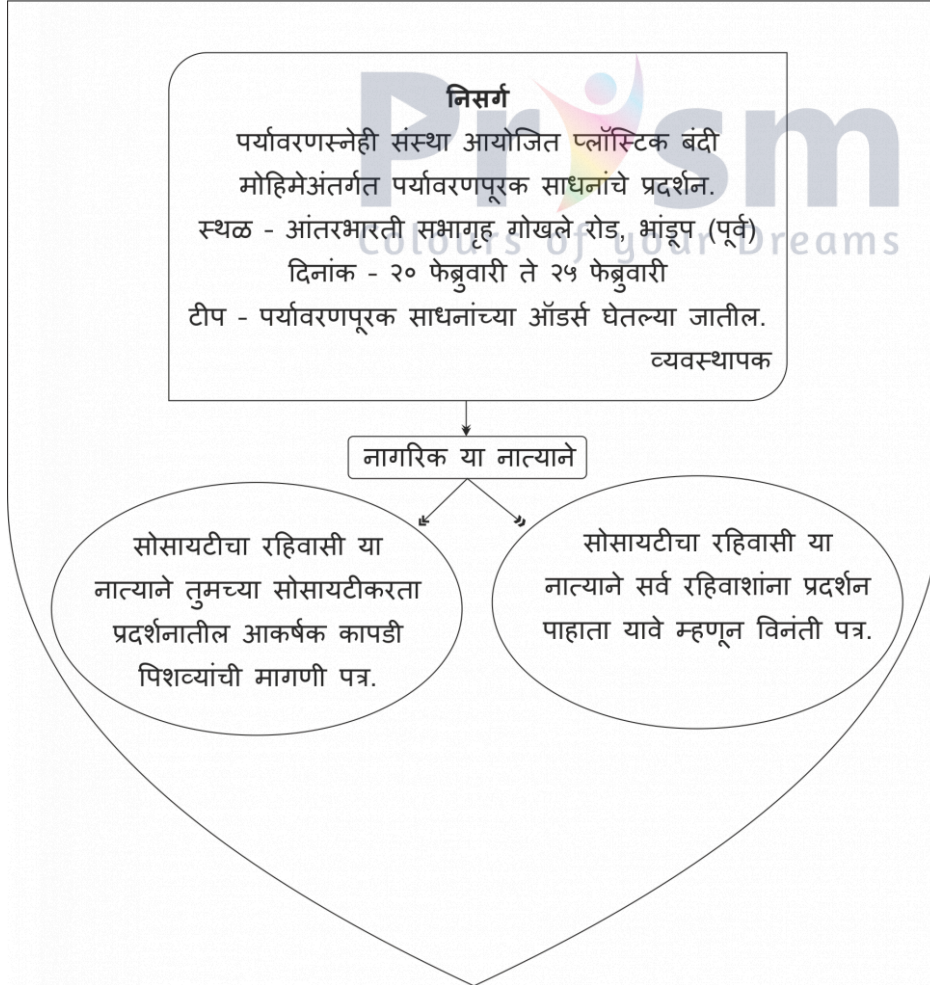 Prism
Colours of your Dreams
निसर्ग
पर्यावरणस्नेही संस्था आयोजित प्लॉस्टिक बंदी
मोहिमेअंतर्गत पर्यावरणपूरक साधनांचे प्रदर्शन.
स्थळ - आंतरभारती सभागृह गोखले रोड, भांडूप (पूर्व)
दिनांक - २० फेब्रुवारी ते २५ फेब्रुवारी
टीप - पर्यावरणपूरक साधनांच्या ऑडर्स घेतल्या जातील.
व्यवस्थापक
नागरिक या नात्याने
सोसायटीचा रहिवासी या
नात्याने तुमच्या सोसायटीकरता
प्रदर्शनातील आकर्षक कापडी
पिशव्यांची मागणी पत्र.
सोसायटीचा रहिवासी या
नात्याने सर्व रहिवाशांना प्रदर्शन
पाहाता यावे म्हणून विनंती पत्र.